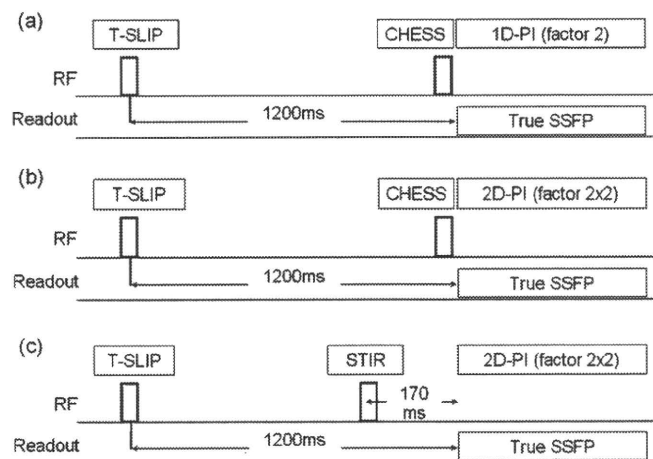 (a)
T-SLIP CHESS 1D-PI (factor 2)
RF
1200ms
Readout True SSFP
(b)
T-SLIP CHESS 2D-PI (factor 2x2)
RF
1200ms
Readout True SSFP
(c)
T-SLIP STIR 2D-PI (factor 2x2)
RF 170
ms
1200ms
Readout True SSFP